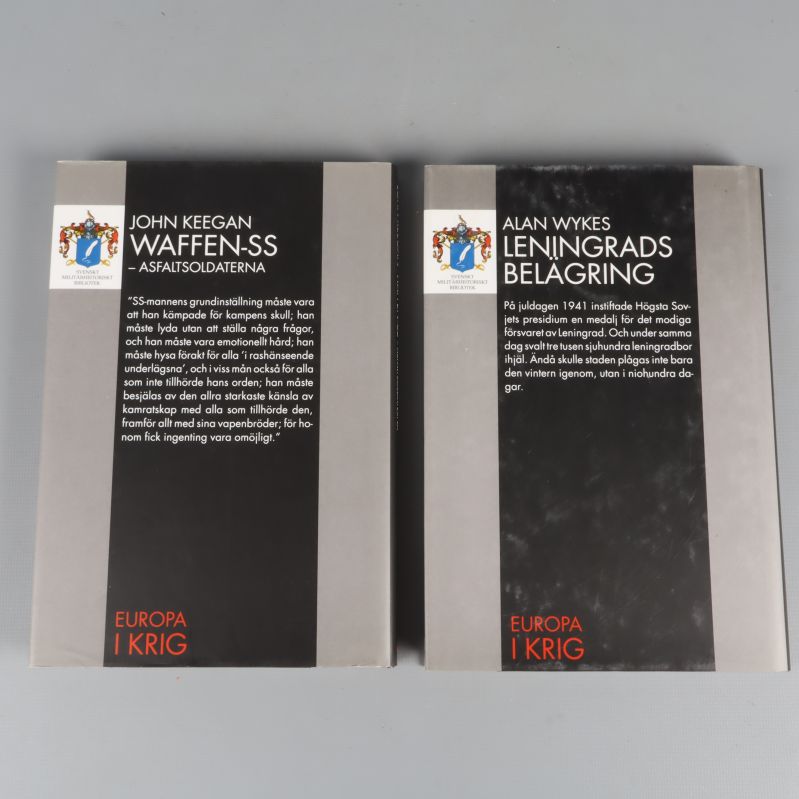 SVENSKT
MILITÄRHISTORISKT
BIBLIOTEK
JOHN KEEGAN
WAFFEN-SS
– ASFALTSOLDATERNA
”SS-mannens grundinställning måste vara
att han kämpade för kampens skull; han
måste lyda utan att ställa några frågor,
och han måste vara emotionellt hård; han
måste hysa förakt för alla ’i rashänseende
underlägsna’, och i viss mån också för alla
som inte tillhörde hans orden; han måste
besjälas av den allra starkaste känsla av
kamratskap med alla som tillhörde den,
framför allt med sina vapenbröder; för ho-
nom fick ingenting vara omöjligt.”
EUROPA
I KRIG
SVENSKT
MILITÄRHISTORISKT
BIBLIOTEK
ALAN WYKES
LENINGRADS
BELÄGRING
På juldagen 1941 instiftade Högsta Sov-
jets presidium en medalj för det modiga
försvaret av Leningrad. Och under samma
dag svalt tre tusen sjuhundra leningradbor
ihjäl. Ändå skulle staden plågas inte bara
den vintern igenom, utan i niohundra da-
gar.
EUROPA
I KRIG